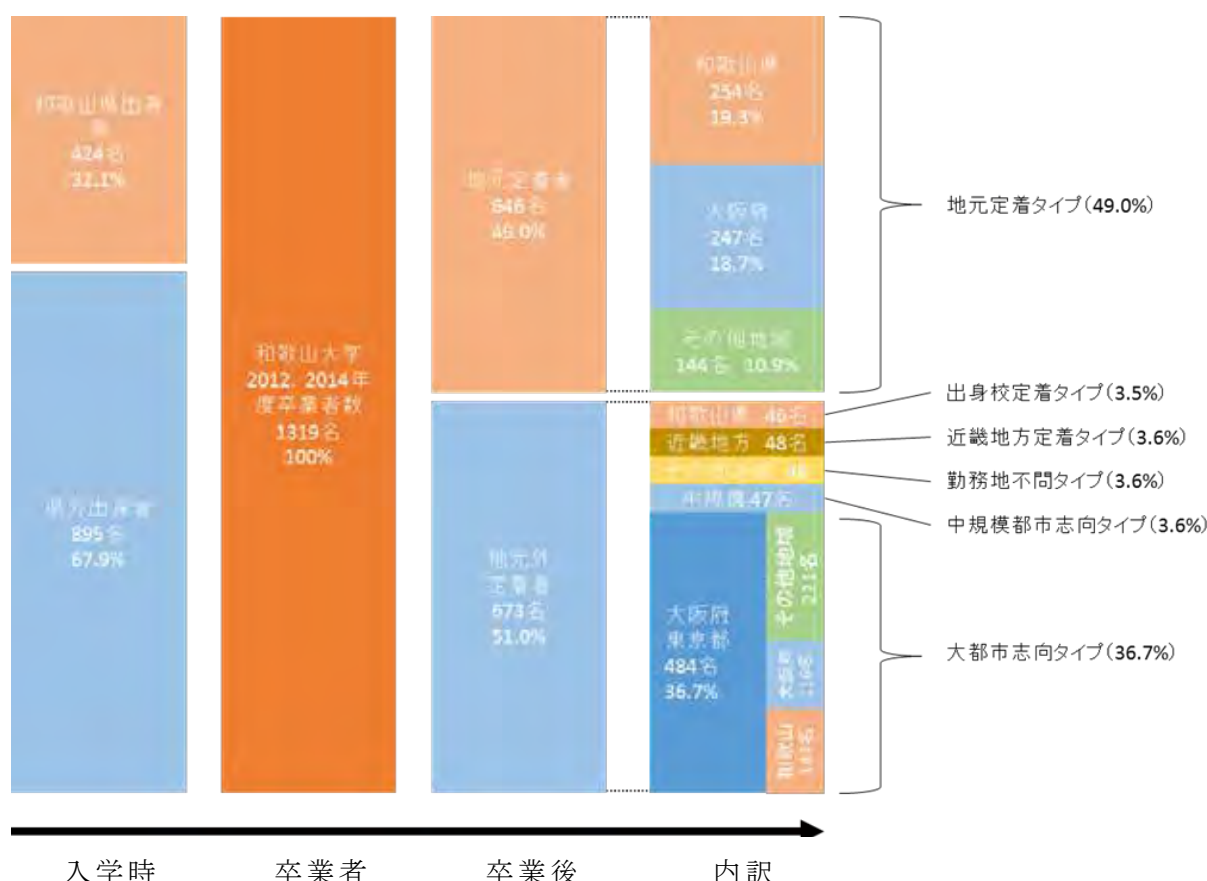 和歌山県出身
者
424名
32.1%
県外出身者
895名
67.9%
和歌山大学
2012，2014年
度卒業者数
1319名
100%
地元定着者
646名
49.0%
地元外
定着者
673名
51.0%
和歌山県
254名
19.3%
大阪府
247名
18.7%
その他地域
144名 10.9%
和歌山県 46名
近畿地方 48名
中規模47名
大阪府
東京都
484名
36.7%
その他地域
221名
大阪府
和歌山
地元定着タイプ(49.0%)
出身校定着タイプ(3.5%)
近畿地方定着タイプ(3.6%)
勤務地不問タイプ(3.6%)
中規模都市志向タイプ(3.6%)
大都市志向タイプ(36.7%)
入学時
卒業者
卒業後
内訳